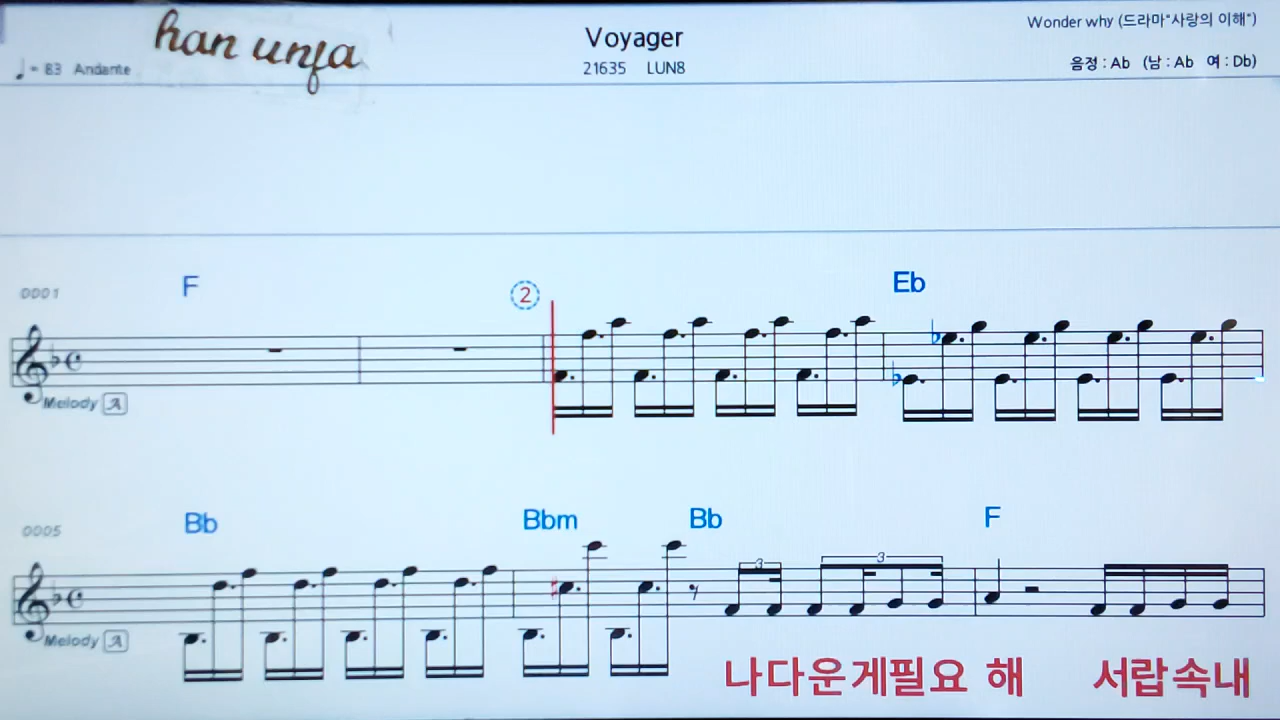 han unja
Voyager
Wonder why (드라마"사랑의 이해")
♩= 83 Andante
21635 LUN8
음정 : Ab (남 : Ab 여 : Db)
0001
F
2
Eb
Melody A
0005
Bb
Bbm
Bb
F
3
3
Melody A
나다운게필요 해 서랍속내